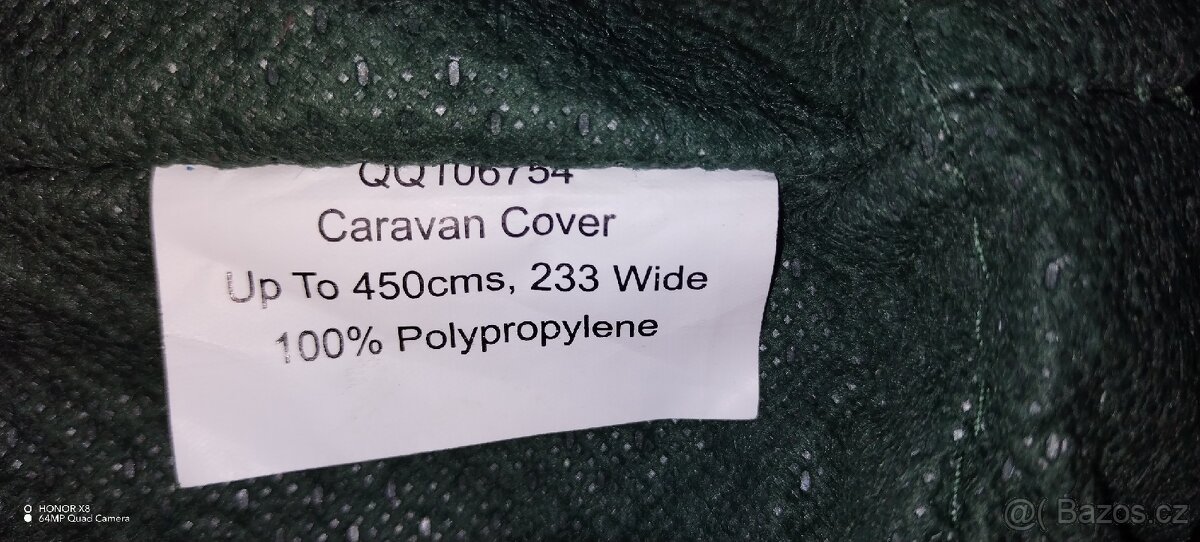 QQ106754
Caravan Cover
Up To 450cms, 233 Wide
100% Polypropylene
HONOR X8
64MP Quad Camera
@( Bazos.cz